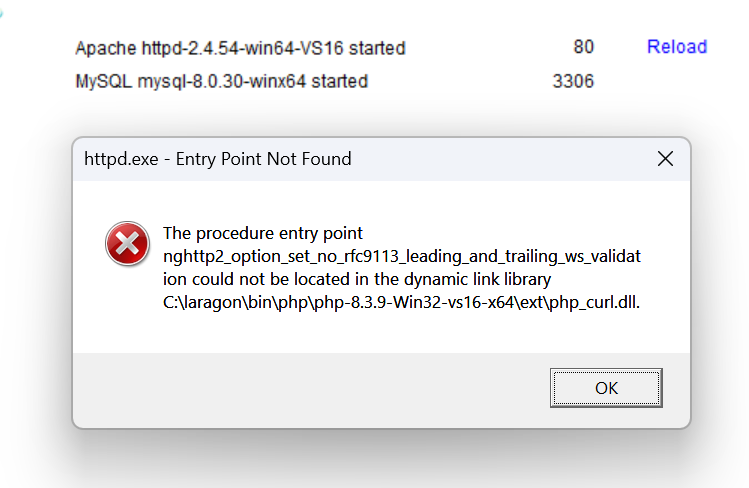 Apache httpd-2.4.54-win64-VS16 started 80 Reload
MySQL mysql-8.0.30-winx64 started 3306
httpd.exe - Entry Point Not Found
The procedure entry point
nghttp2_option_set_no_rfc9113_leading_and_trailing_ws_validat
ion could not be located in the dynamic link library
C:\laragon\bin\php\php-8.3.9-Win32-vs16-x64\ext\php_curl.dll.
OK